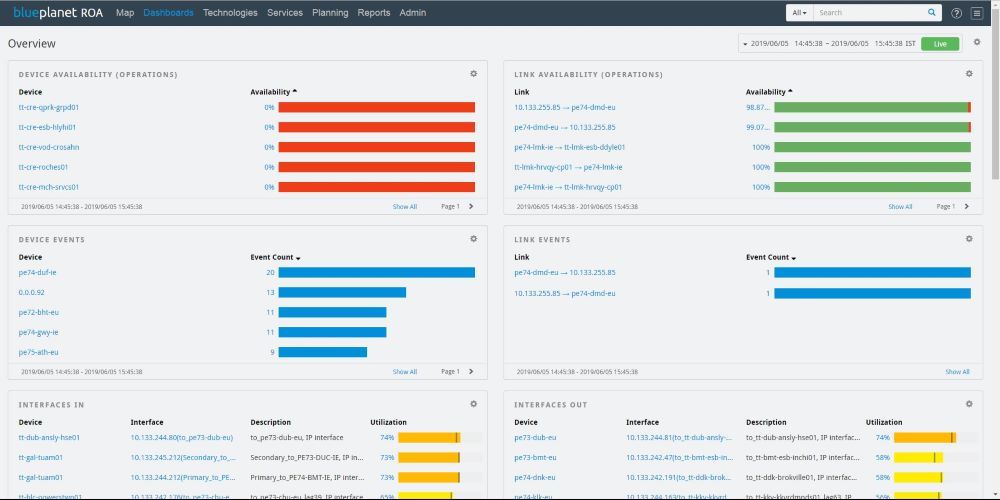 blueplanet ROA Map Dashboards Technologies Services Planning Reports Admin All Search
Overview 2019/06/05 14:45:38 – 2019/06/05 15:45:38 IST Live
DEVICE AVAILABILITY (OPERATIONS)
Device Availability
tt-cre-qprk-grpd01 0%
tt-cre-esb-hlyhi01 0%
tt-cre-vod-crosahn 0%
tt-cre-roches01 0%
tt-cre-mch-srvcs01 0%
2019/06/05 14:45:38 - 2019/06/05 15:45:38 Show All Page 1
LINK AVAILABILITY (OPERATIONS)
Link Availability
10.133.255.85 → pe74-dmd-eu 98.87...
pe74-dmd-eu → 10.133.255.85 99.07...
pe74-lmk-ie → tt-lmk-esb-ddyle01 100%
tt-lmk-hrvqy-cp01 → pe74-lmk-ie 100%
pe74-lmk-ie → tt-lmk-hrvqy-cp01 100%
2019/06/05 14:45:38 - 2019/06/05 15:45:38 Show All Page 1
DEVICE EVENTS
Device Event Count
pe74-duf-ie 20
0.0.0.92 13
pe72-bht-eu 11
pe74-gwy-ie 11
pe75-ath-eu 9
2019/06/05 14:45:38 - 2019/06/05 15:45:38 Show All Page 1
LINK EVENTS
Link Event Count
pe74-dmd-eu → 10.133.255.85 1
10.133.255.85 → pe74-dmd-eu 1
2019/06/05 14:45:38 - 2019/06/05 15:45:38 Show All
INTERFACES IN
Device Interface Description Utilization
tt-dub-ansly-hse01 10.133.244.80(to_pe73-dub-eu) to_pe73-dub-eu, IP interface 74%
tt-gal-tuam01 10.133.245.212(Secondary_to_... Secondary_to_PE73-DUC-IE, IP in... 73%
tt-gal-tuam01 10.133.244.212(Primary_to_PE... Primary_to_PE74-BMT-IE, IP inte... 73%
tt-blc-powerstwn01 10.133.242.176(to_pe73-chu-e... to_pe73-chu-eu_lag39, IP interface 65%
INTERFACES OUT
Device Interface Description Utilization
pe73-dub-eu 10.133.244.81(to_tt-dub-ansly-... to_tt-dub-ansly-hse01, IP interfac... 74%
pe73-bmt-eu 10.133.242.47(to_tt-bmt-esb-in... to_tt-bmt-esb-inchi01, IP interfac... 58%
pe74-dnk-eu 10.133.242.191(to_tt-ddk-brok... to_tt-ddk-brokville01, IP interfac... 58%
pe74-klk-eu